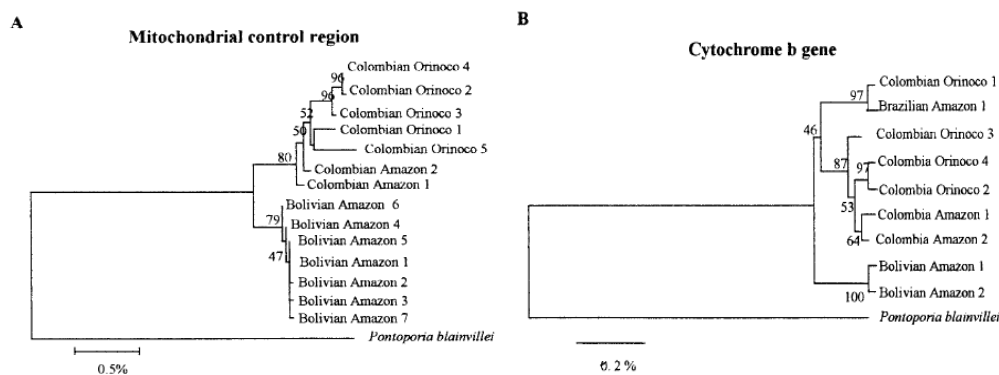 A
Mitochondrial control region
96
Colombian Orinoco 4
Colombian Orinoco 2
96
Colombian Orinoco 3
52
Colombian Orinoco 1
50
Colombian Orinoco 5
80
Colombian Amazon 2
Colombian Amazon 1
Bolivian Amazon 6
79
Bolivian Amazon 4
Bolivian Amazon 5
47
Bolivian Amazon 1
Bolivian Amazon 2
Bolivian Amazon 3
Bolivian Amazon 7
Pontoporia blainvillei
0.5%
B
Cytochrome b gene
Colombian Orinoco 1
97
Brazilian Amazon 1
46
Colombian Orinoco 3
87
Colombia Orinoco 4
97
Colombia Orinoco 2
53
Colombia Amazon 1
64
Colombia Amazon 2
Bolivian Amazon 1
100
Bolivian Amazon 2
Pontoporia blainvillei
0.2%